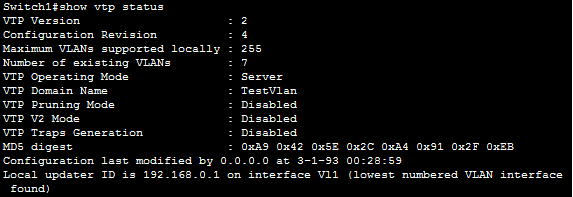 Switch1#show vtp status
VTP Version                     : 2
Configuration Revision          : 4
Maximum VLANs supported locally : 255
Number of existing VLANs        : 7
VTP Operating Mode              : Server
VTP Domain Name                 : TestVlan
VTP Pruning Mode                : Disabled
VTP V2 Mode                     : Disabled
VTP Traps Generation            : Disabled
MD5 digest                      : 0xA9 0x42 0x5E 0x2C 0xA4 0x91 0x2F 0xEB
Configuration last modified by 0.0.0.0 at 3-1-93 00:28:59
Local updater ID is 192.168.0.1 on interface Vl1 (lowest numbered VLAN interface
 found)